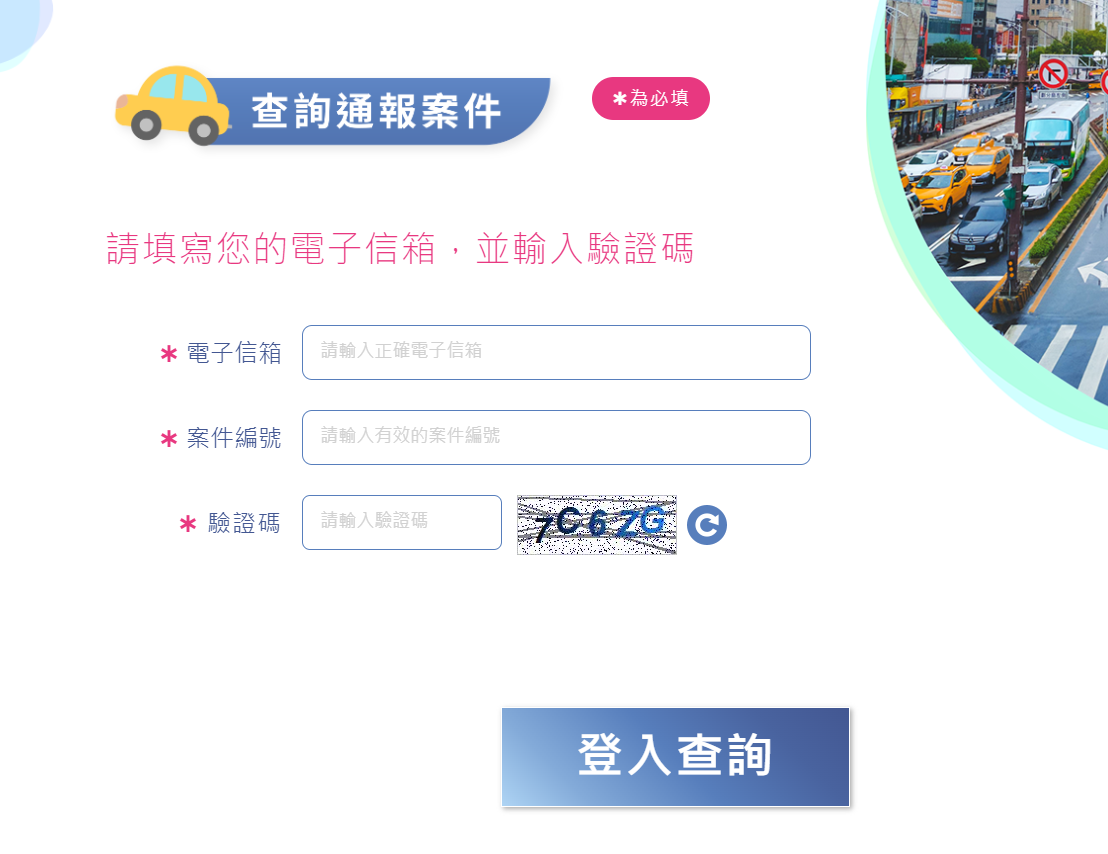 查詢通報案件
✱為必填
請填寫您的電子信箱，並輸入驗證碼
✱ 電子信箱
請輸入正確電子信箱
✱ 案件編號
請輸入有效的案件編號
✱ 驗證碼
請輸入驗證碼
7C6ZG
登入查詢